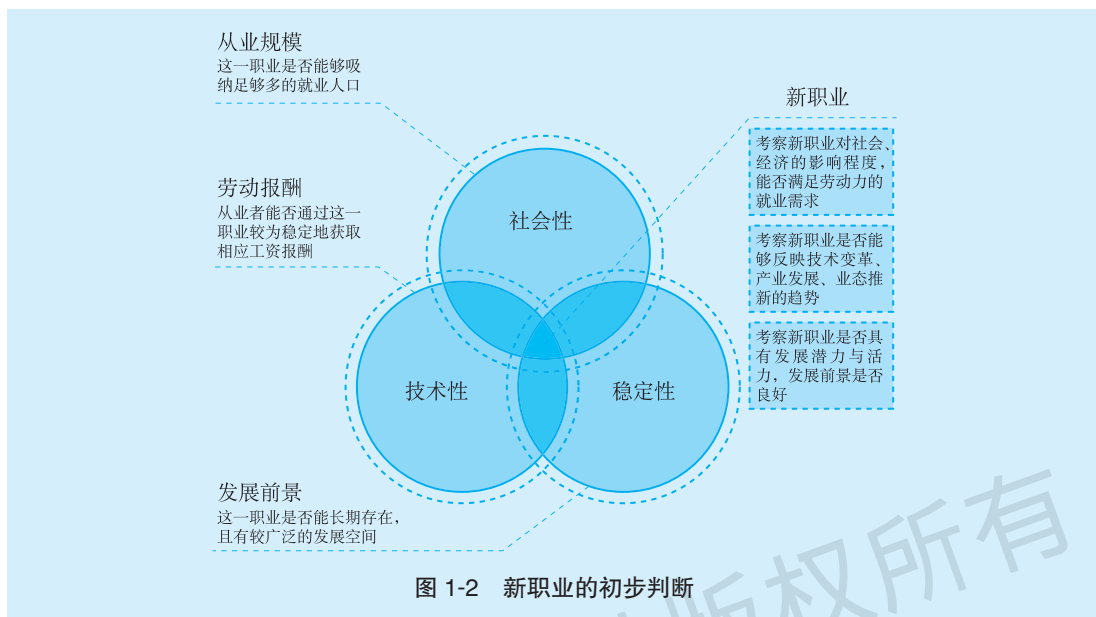 从业规模
这一职业是否能够吸
纳足够多的就业人口
劳动报酬
从业者能否通过这一
职业较为稳定地获取
相应工资报酬
发展前景
这一职业是否能长期存在，
且有较广泛的发展空间
社会性
技术性
稳定性
新职业
考察新职业对社会、
经济的影响程度，
能否满足劳动力的
就业需求
考察新职业是否能
够反映技术变革、
产业发展、业态推
新的趋势
考察新职业是否具
有发展潜力与活
力，发展前景是否
良好
图 1-2 新职业的初步判断
版权所有